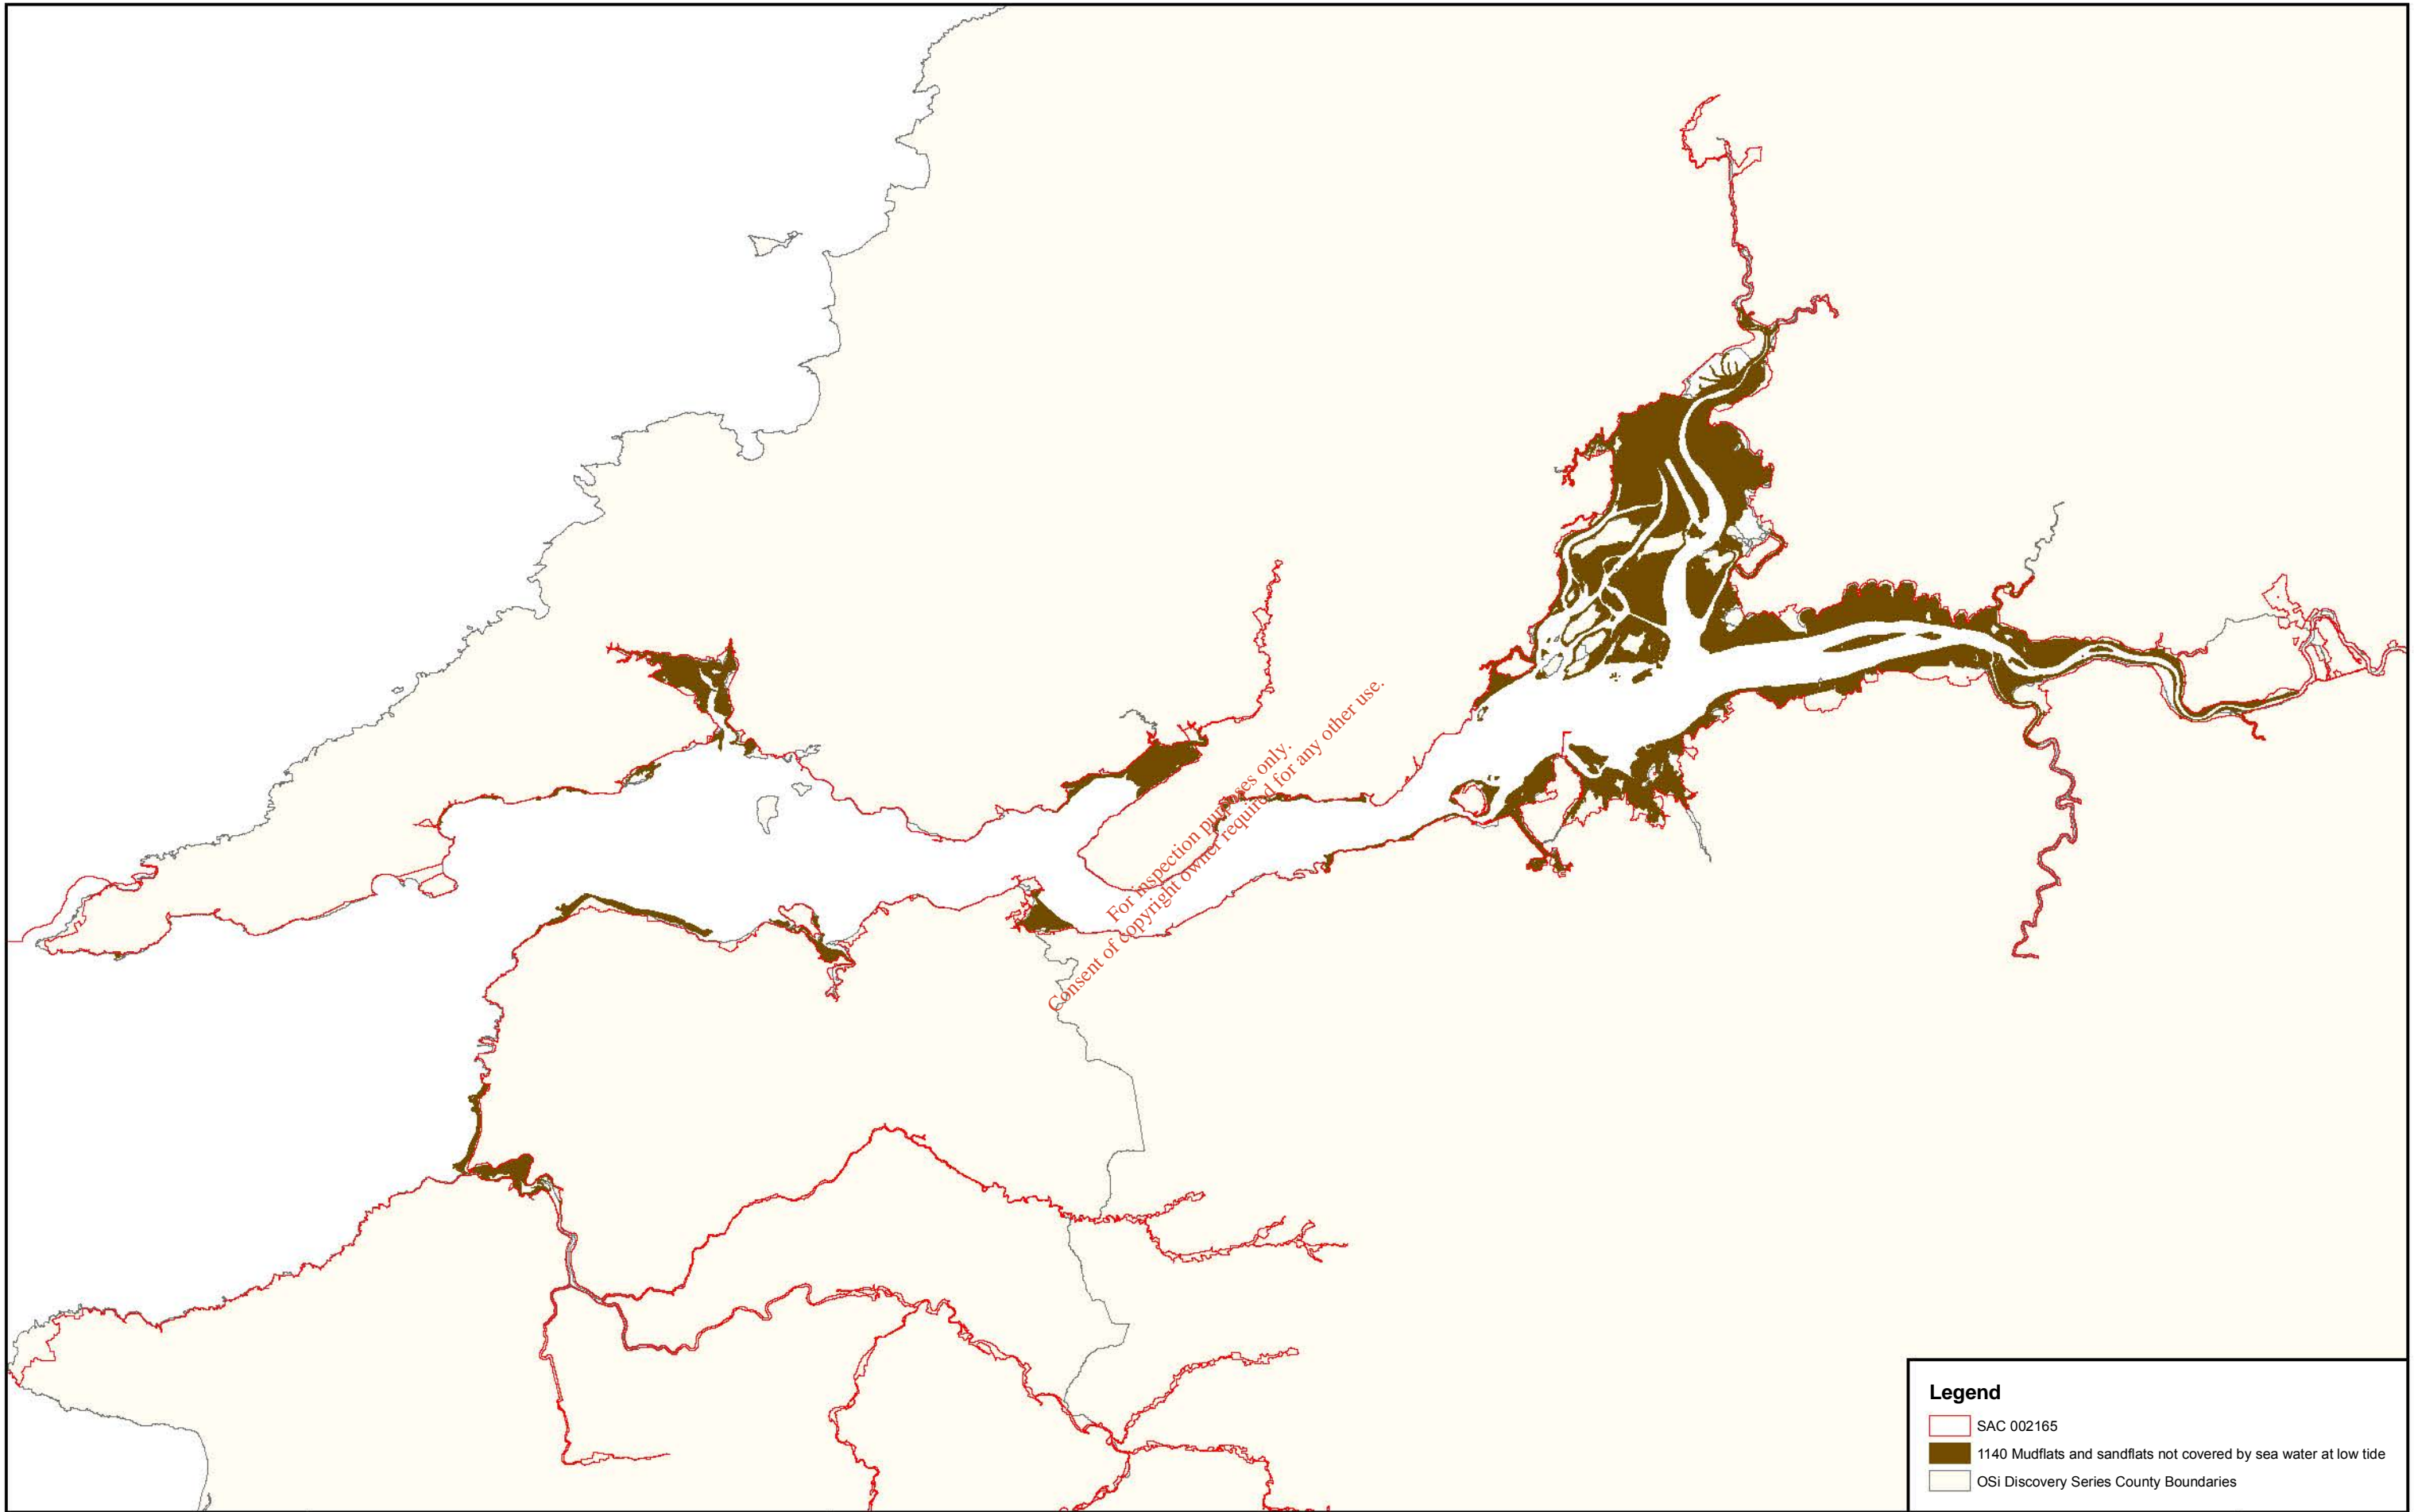 For inspection purposes only.
Consent of copyright owner required for any other use.
Legend
SAC 002165
1140 Mudflats and sandflats not covered by sea water at low tide
OSi Discovery Series County Boundaries